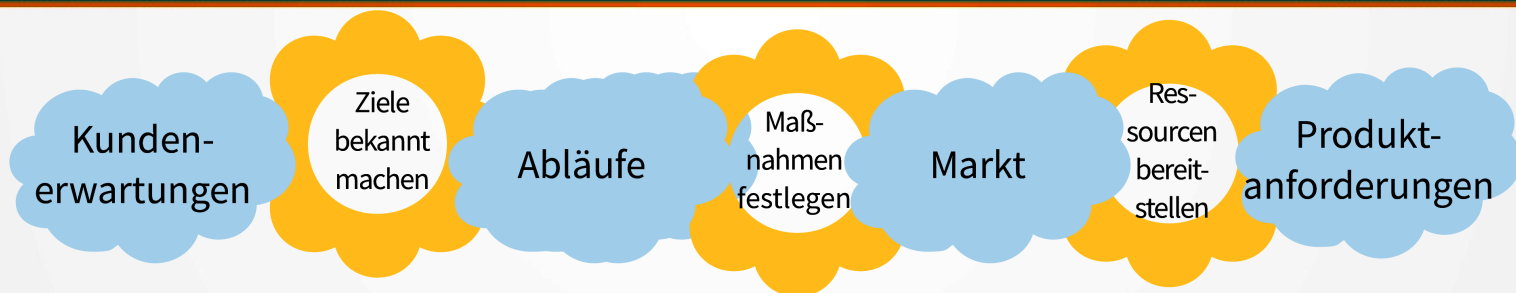 Kunden-
erwartungen
Ziele
bekannt
machen
Abläufe
Maß-
nahmen
festlegen
Markt
Res-
sourcen
bereit-
stellen
Produkt-
anforderungen